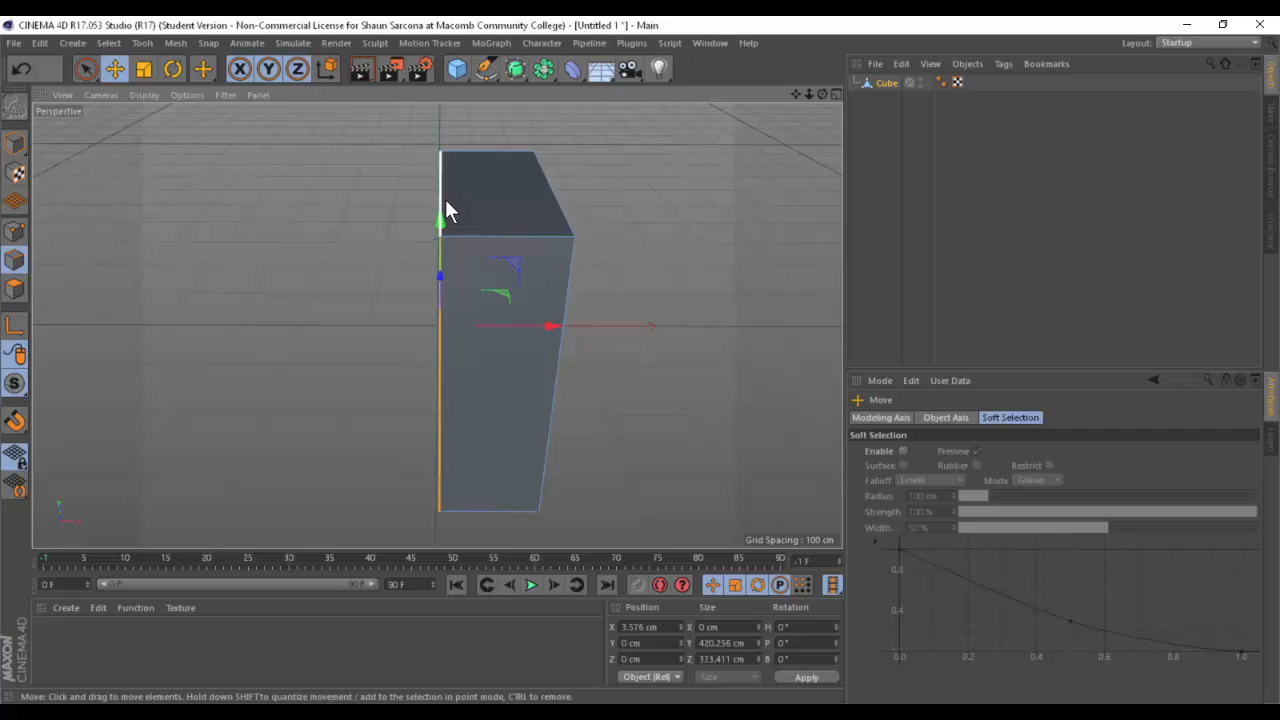 CINEMA 4D R17.053 Studio (R17) (Student Version - Non-Commercial License for Shaun Sarcona at Macomb Community College) - [Untitled 1 *] - Main
File Edit Create Select Tools Mesh Snap Animate Simulate Render Sculpt Motion Tracker MoGraph Character Pipeline Plugins Script Window Help Layout: Startup
X Y Z
File Edit View Objects Tags Bookmarks
Cube
View Cameras Display Options Filter Panel
Perspective
Grid Spacing : 100 cm
Objects
Content Browser
Mode Edit User Data
Move
Modeling Axis Object Axis Soft Selection
Soft Selection
Enable Preview
Surface Rubber Restrict
Falloff Linear Mode Group
Radius 100 cm
Strength 100 %
Width . . 50 %
0.8
0.4
0.0 0.2 0.4 0.6 0.8 1.0
Attributes
Layer
-1 5 10 15 20 25 30 35 40 45 50 55 60 65 70 75 80 85 90 -1 F
0 F 0 F 90 F 90 F
Create Edit Function Texture
Position Size Rotation
X 3.576 cm X 0 cm H 0 °
Y 0 cm Y 420.256 cm P 0 °
Z 0 cm Z 323.411 cm B 0 °
Object (Rel) Size Apply
MAXON CINEMA 4D
Move: Click and drag to move elements. Hold down SHIFT to quantize movement / add to the selection in point mode, CTRL to remove.